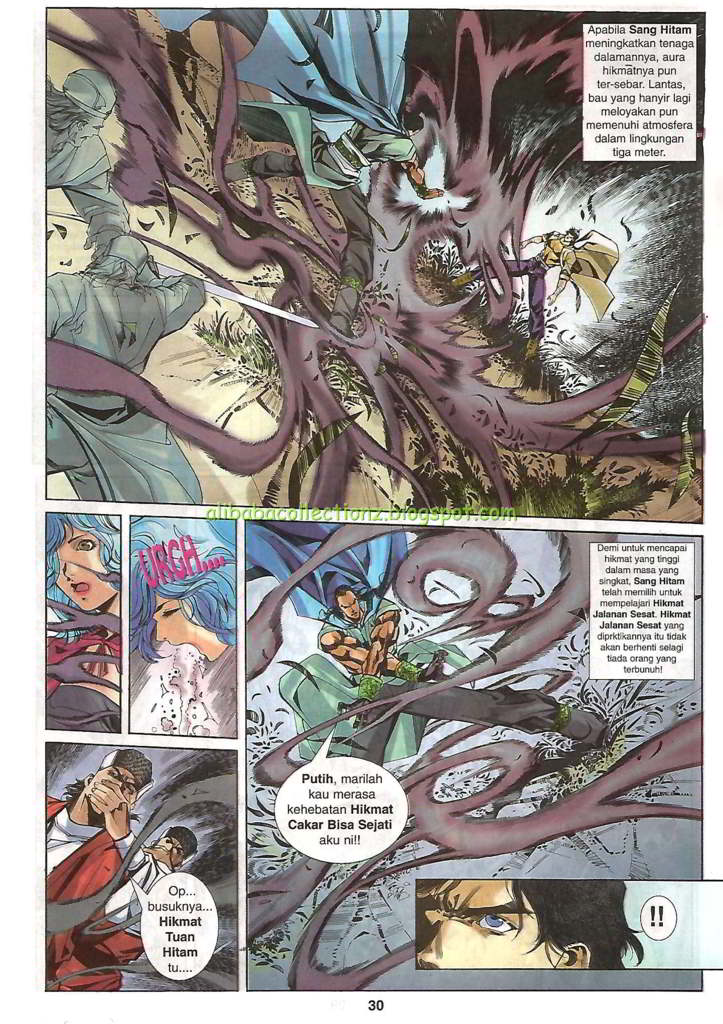 Apabila Sang Hitam
meningkatkan tenaga
dalamannya, aura
hikmatnya pun
ter-sebar. Lantas,
bau yang hanyir lagi
meloyakan pun
memenuhi atmosfera
dalam lingkungan
tiga meter.
alibabacollectionz.blogspot.com
URGH....
Demi untuk mencapai
hikmat yang tinggi
dalam masa yang
singkat, Sang Hitam
telah memilih untuk
mempelajari Hikmat
Jalanan Sesat. Hikmat
Jalanan Sesat yang
diprktikannya itu tidak
akan berhenti selagi
tiada orang yang
terbunuh!
Putih, marilah
kau merasa
kehebatan Hikmat
Cakar Bisa Sejati
aku ni!!
Op...
busuknya...
Hikmat
Tuan
Hitam
tu....
!!
30